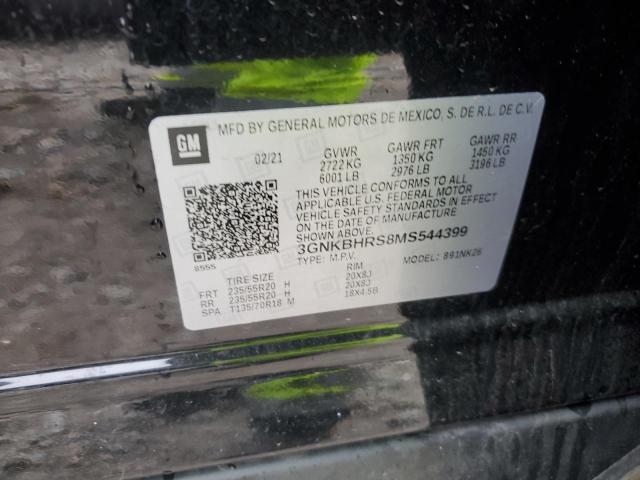 GM MFD BY GENERAL MOTORS DE MEXICO, S. DE R.L. DE C.V.
02/21 GVWR GAWR FRT GAWR RR
2722 KG 1350 KG 1450 KG
6001 LB 2976 LB 3196 LB
THIS VEHICLE CONFORMS TO ALL
APPLICABLE U.S. FEDERAL MOTOR
VEHICLE SAFETY STANDARDS IN EFFECT
ON THE DATE OF MANUFACTURE
SHOWN ABOVE.
3GNKBHRS8MS544399
8555 TYPE: M.P.V. MODEL: 891NK26
TIRE SIZE RIM
FRT 235/55R20 H 20X8J
RR 235/55R20 H 20X8J
SPA T135/70R18 M 18X4.5B